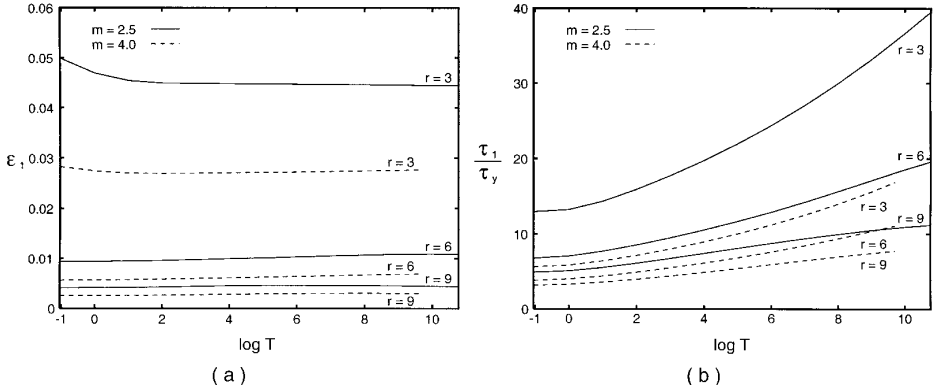 m = 2.5
m = 4.0
0.06
0.05
0.04
0.03
0.02
0.01
0
ε₁
r = 3
r = 3
r = 6
r = 6
r = 9
r = 9
-1 0 2 4 6 8 10
log T
( a )
m = 2.5
m = 4.0
40
30
20
10
0
τ₁
τy
r = 3
r = 6
r = 3
r = 9
r = 6
r = 9
-1 0 2 4 6 8 10
log T
( b )